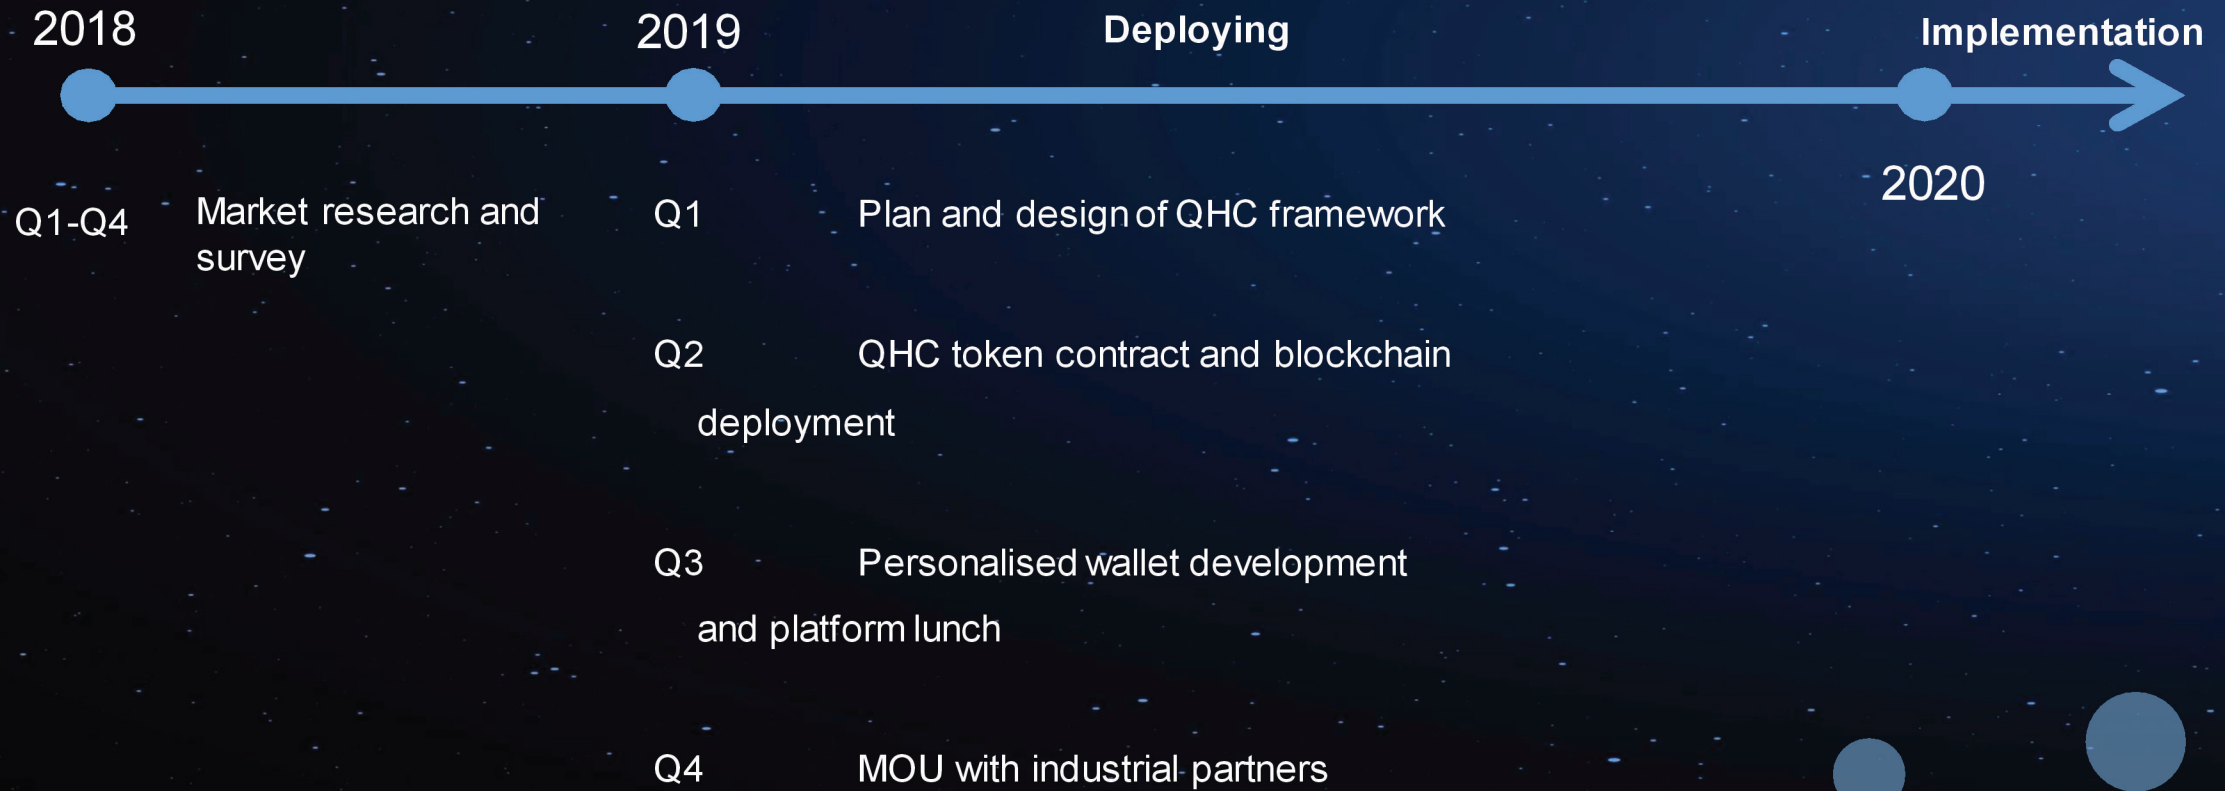 2018
2019
Deploying
Implementation
2020
Q1-Q4 Market research and
survey
Q1 Plan and design of QHC framework
Q2 QHC token contract and blockchain
deployment
Q3 Personalised wallet development
and platform lunch
Q4 MOU with industrial partners